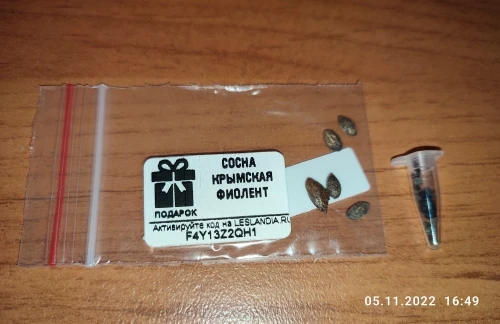 СОСНА
КРЫМСКАЯ
ФИОЛЕНТ
ПОДАРОК
Активируйте код на LESLANDIA.RU
F4Y13Z2QH1
05.11.2022 16:49